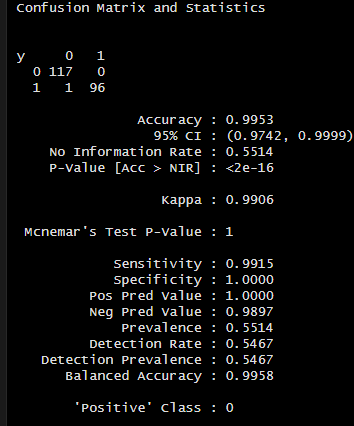 Confusion Matrix and Statistics
y 0 1
0 117 0
1 1 96
Accuracy : 0.9953
95% CI : (0.9742, 0.9999)
No Information Rate : 0.5514
P-Value [Acc > NIR] : <2e-16
Kappa : 0.9906
Mcnemar's Test P-Value : 1
Sensitivity : 0.9915
Specificity : 1.0000
Pos Pred Value : 1.0000
Neg Pred Value : 0.9897
Prevalence : 0.5514
Detection Rate : 0.5467
Detection Prevalence : 0.5467
Balanced Accuracy : 0.9958
'Positive' Class : 0